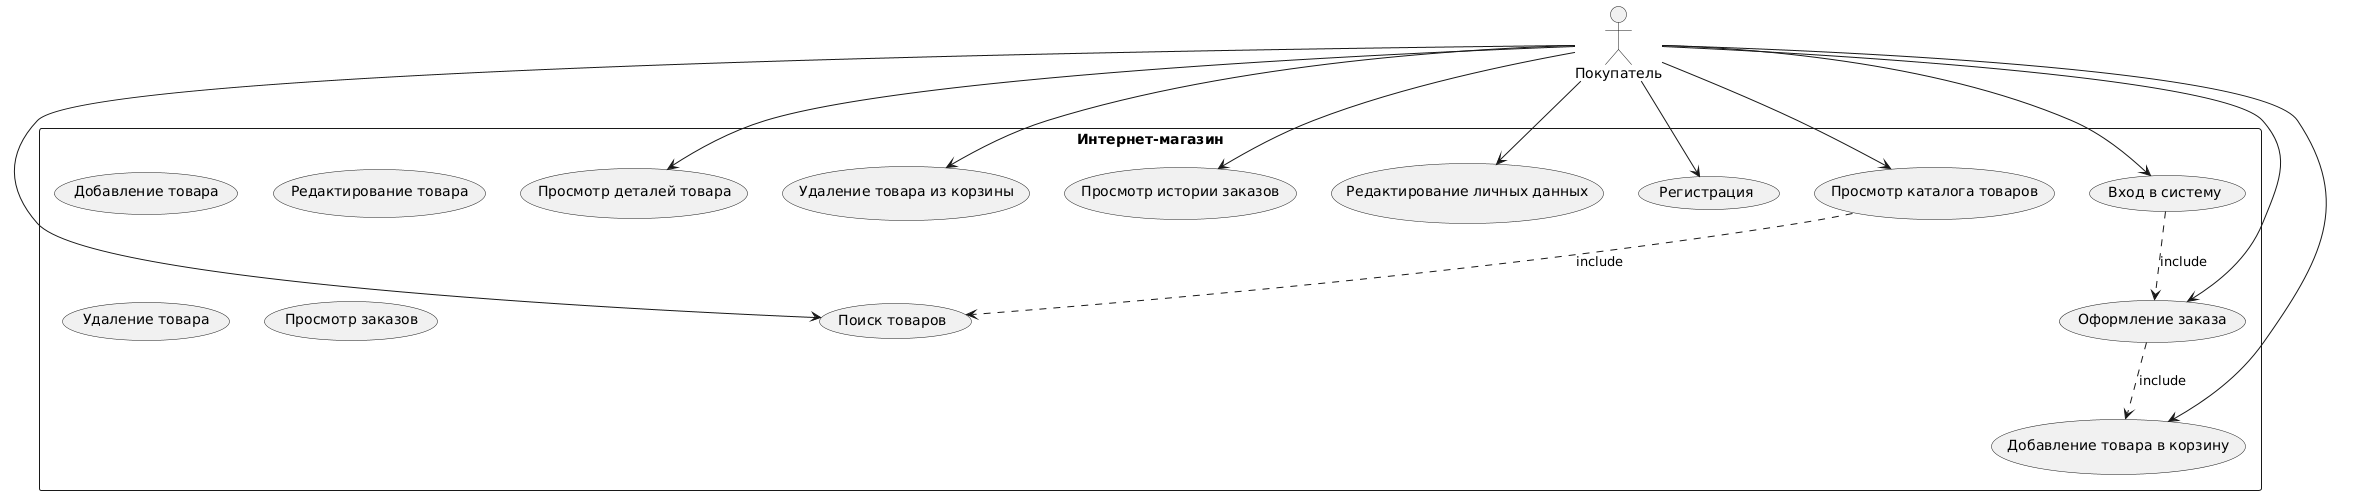 Покупатель
Интернет-магазин
Добавление товара
Редактирование товара
Просмотр деталей товара
Удаление товара из корзины
Просмотр истории заказов
Редактирование личных данных
Регистрация
Просмотр каталога товаров
Вход в систему
include
include
Удаление товара
Просмотр заказов
Поиск товаров
Оформление заказа
include
Добавление товара в корзину